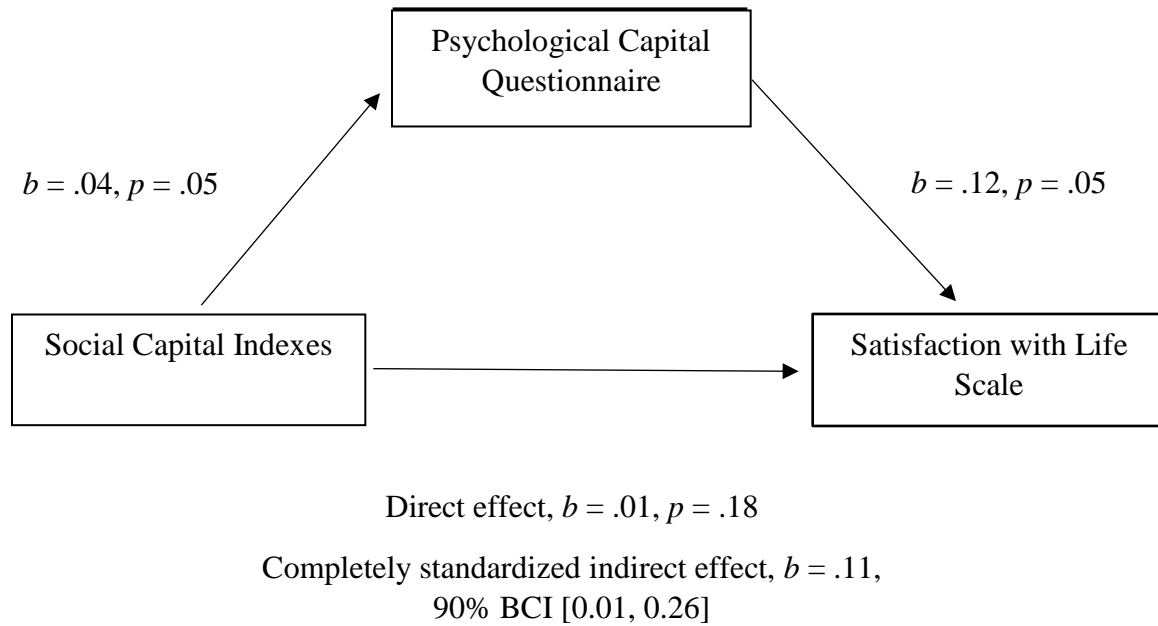 Psychological Capital
Questionnaire
b = .04, p = .05
b = .12, p = .05
Social Capital Indexes
Satisfaction with Life
Scale
Direct effect, b = .01, p = .18
Completely standardized indirect effect, b = .11,
90% BCI [0.01, 0.26]